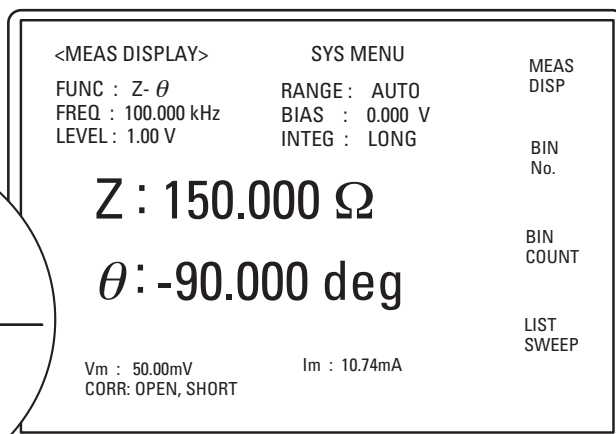 <MEAS DISPLAY> SYS MENU
FUNC : Z- θ RANGE : AUTO
FREQ : 100.000 kHz BIAS : 0.000 V
LEVEL : 1.00 V INTEG : LONG
Z : 150.000 Ω
θ : -90.000 deg
Vm : 50.00mV Im : 10.74mA
CORR: OPEN, SHORT
MEAS
DISP
BIN
No.
BIN
COUNT
LIST
SWEEP